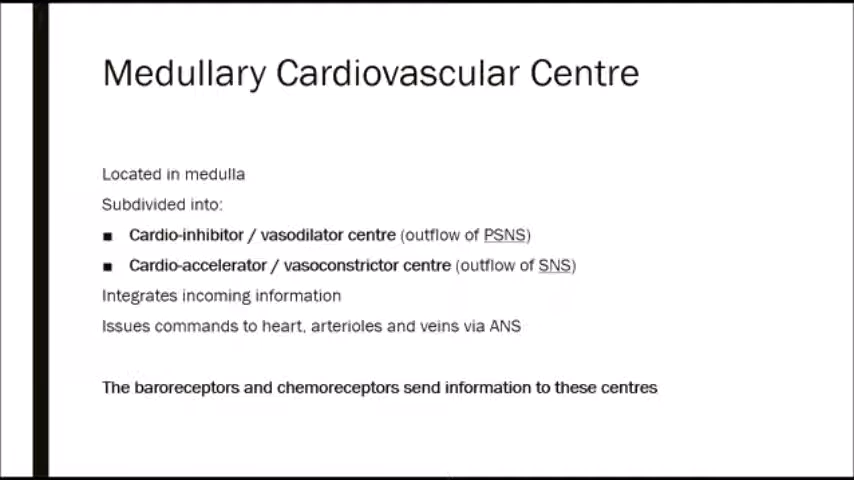 Medullary Cardiovascular Centre
Located in medulla
Subdivided into:
■ Cardio-inhibitor / vasodilator centre (outflow of PSNS)
■ Cardio-accelerator / vasoconstrictor centre (outflow of SNS)
Integrates incoming information
Issues commands to heart, arterioles and veins via ANS
The baroreceptors and chemoreceptors send information to these centres